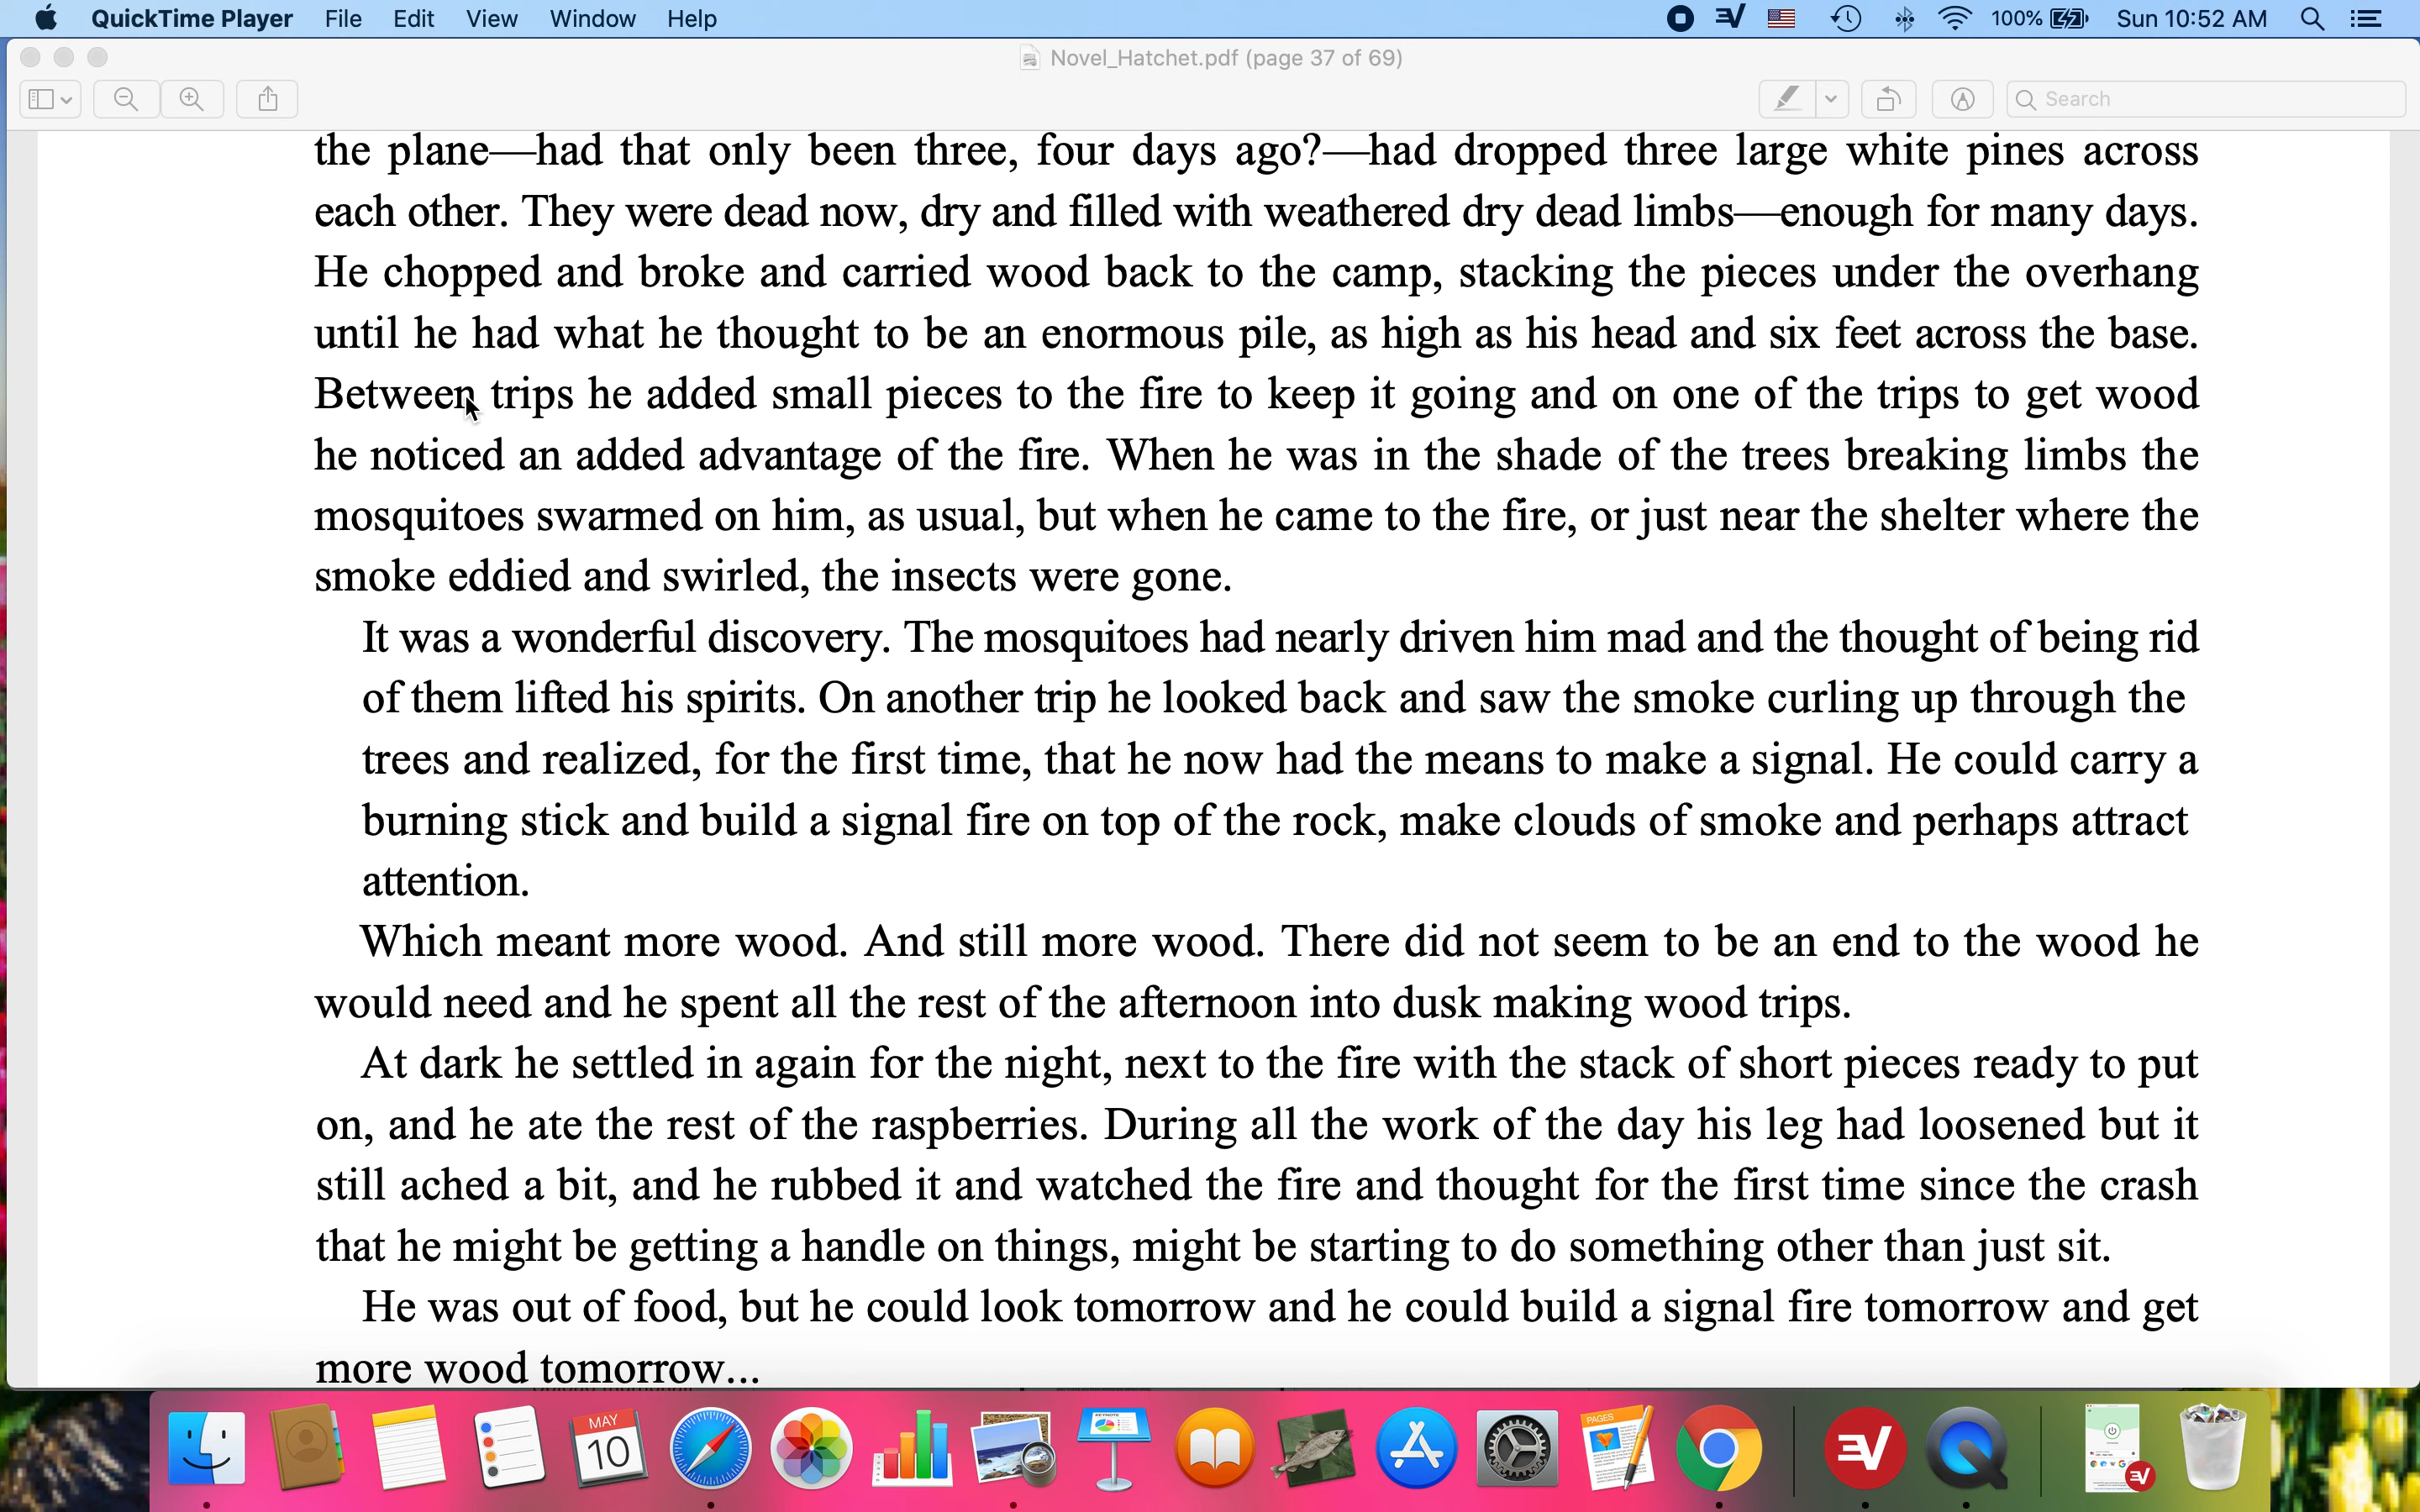 QuickTime Player File Edit View Window Help 100% Sun 10:52 AM
Novel_Hatchet.pdf (page 37 of 69)
Search
the plane—had that only been three, four days ago?—had dropped three large white pines across
each other. They were dead now, dry and filled with weathered dry dead limbs—enough for many days.
He chopped and broke and carried wood back to the camp, stacking the pieces under the overhang
until he had what he thought to be an enormous pile, as high as his head and six feet across the base.
Between trips he added small pieces to the fire to keep it going and on one of the trips to get wood
he noticed an added advantage of the fire. When he was in the shade of the trees breaking limbs the
mosquitoes swarmed on him, as usual, but when he came to the fire, or just near the shelter where the
smoke eddied and swirled, the insects were gone.
It was a wonderful discovery. The mosquitoes had nearly driven him mad and the thought of being rid
of them lifted his spirits. On another trip he looked back and saw the smoke curling up through the
trees and realized, for the first time, that he now had the means to make a signal. He could carry a
burning stick and build a signal fire on top of the rock, make clouds of smoke and perhaps attract
attention.
Which meant more wood. And still more wood. There did not seem to be an end to the wood he
would need and he spent all the rest of the afternoon into dusk making wood trips.
At dark he settled in again for the night, next to the fire with the stack of short pieces ready to put
on, and he ate the rest of the raspberries. During all the work of the day his leg had loosened but it
still ached a bit, and he rubbed it and watched the fire and thought for the first time since the crash
that he might be getting a handle on things, might be starting to do something other than just sit.
He was out of food, but he could look tomorrow and he could build a signal fire tomorrow and get
more wood tomorrow...
MAY
10
KEYNOTE
PAGES